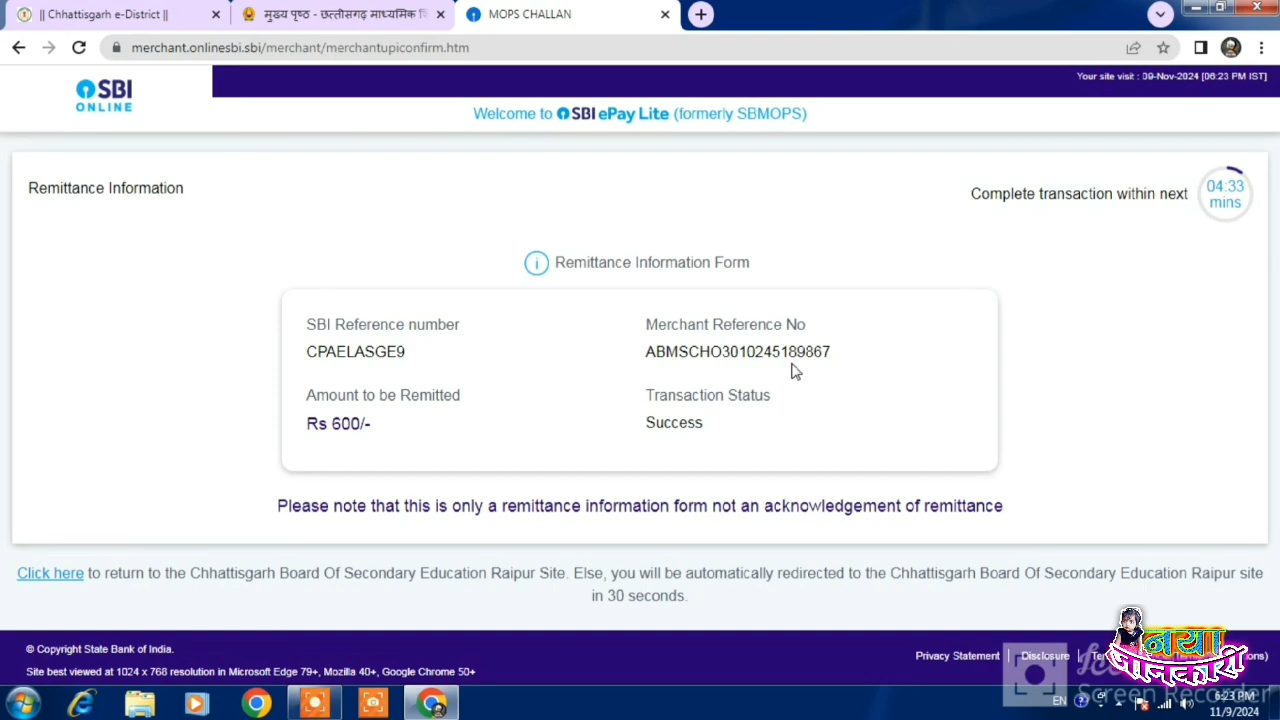 || Chhattisgarh e-District ||
मुख्य पृष्ठ - छत्तीसगढ़ माध्यमिक
MOPS CHALLAN
merchant.onlinesbi.sbi/merchant/merchantupiconfirm.htm
SBI
ONLINE
Your site visit : 09-Nov-2024 [06:23 PM IST]
Welcome to SBI ePay Lite (formerly SBMOPS)
Remittance Information
Complete transaction within next
04:33
mins
i Remittance Information Form
SBI Reference number
Merchant Reference No
CPAELASGE9
ABMSCHO3010245189867
Amount to be Remitted
Transaction Status
Rs 600/-
Success
Please note that this is only a remittance information form not an acknowledgement of remittance
Click here to return to the Chhattisgarh Board Of Secondary Education Raipur Site. Else, you will be automatically redirected to the Chhattisgarh Board Of Secondary Education Raipur site
in 30 seconds.
© Copyright State Bank of India.
Site best viewed at 1024 x 768 resolution in Microsoft Edge 79+, Mozilla 40+, Google Chrome 50+
Privacy Statement
Disclosure
नया
जानकारी
Screen Recorder
EN
6:23 PM
11/9/2024